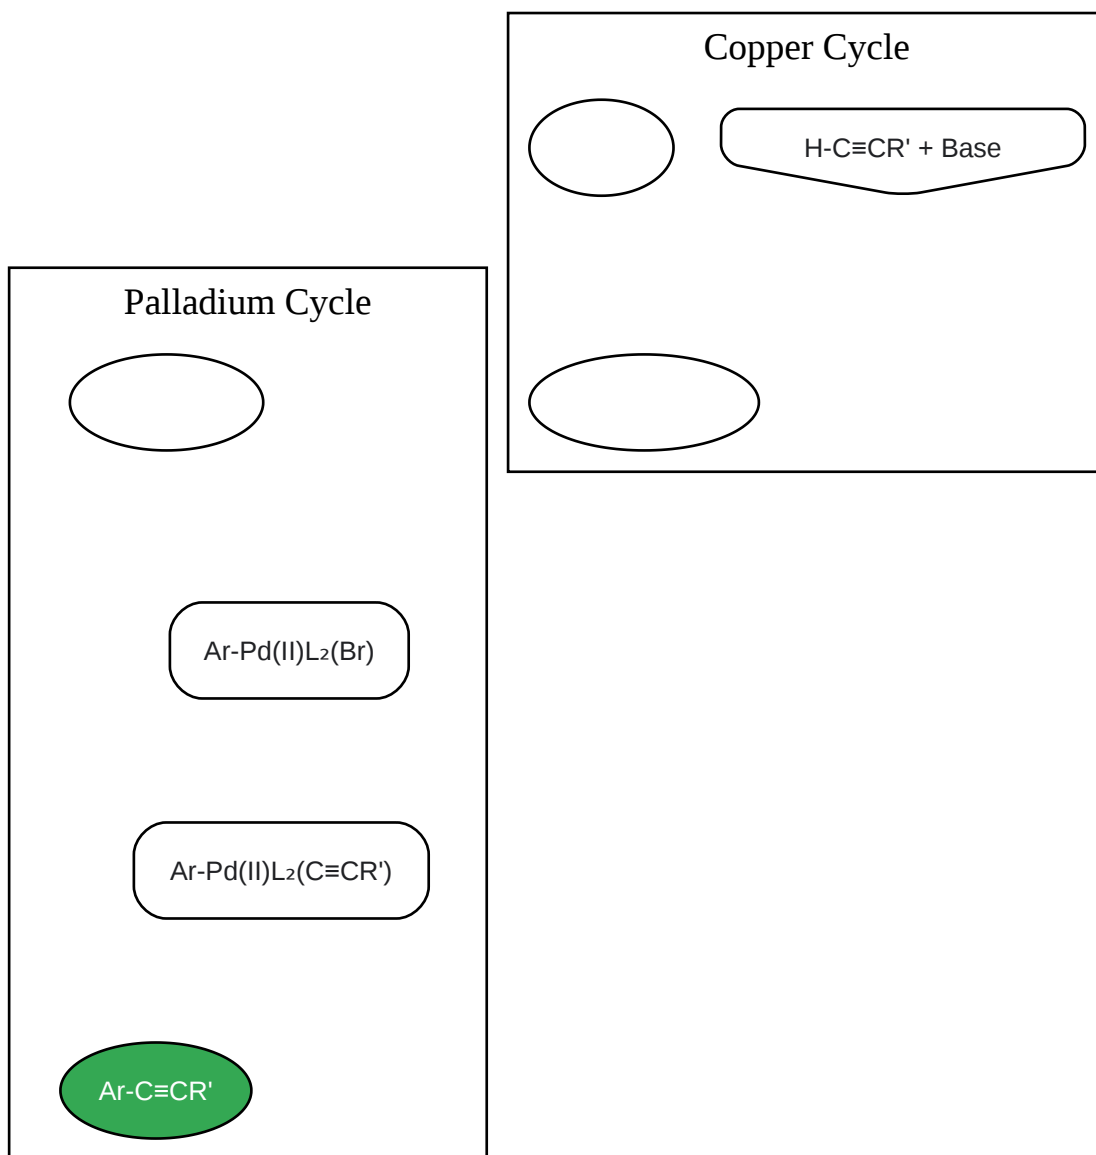 Copper Cycle
H-C≡CR' + Base
Palladium Cycle
Ar-Pd(II)L₂(Br)
Ar-Pd(II)L₂(C≡CR')
Ar-C≡CR'